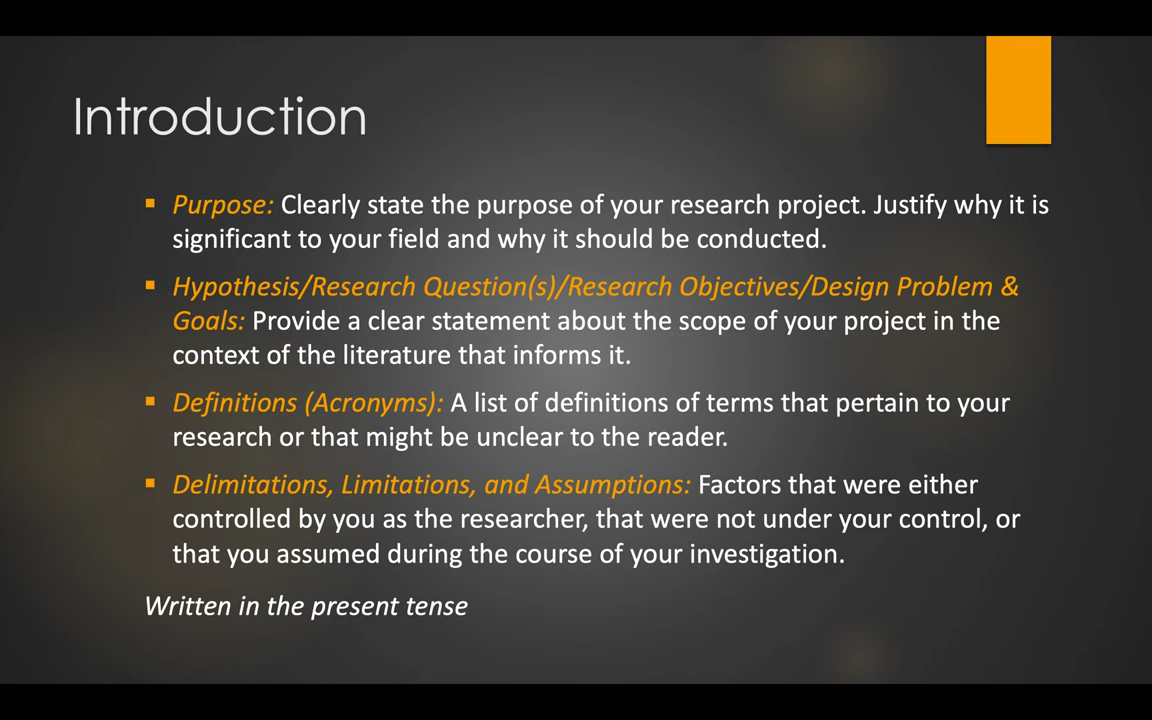 Introduction
▪ Purpose: Clearly state the purpose of your research project. Justify why it is
significant to your field and why it should be conducted.
▪ Hypothesis/Research Question(s)/Research Objectives/Design Problem &
Goals: Provide a clear statement about the scope of your project in the
context of the literature that informs it.
▪ Definitions (Acronyms): A list of definitions of terms that pertain to your
research or that might be unclear to the reader.
▪ Delimitations, Limitations, and Assumptions: Factors that were either
controlled by you as the researcher, that were not under your control, or
that you assumed during the course of your investigation.
Written in the present tense